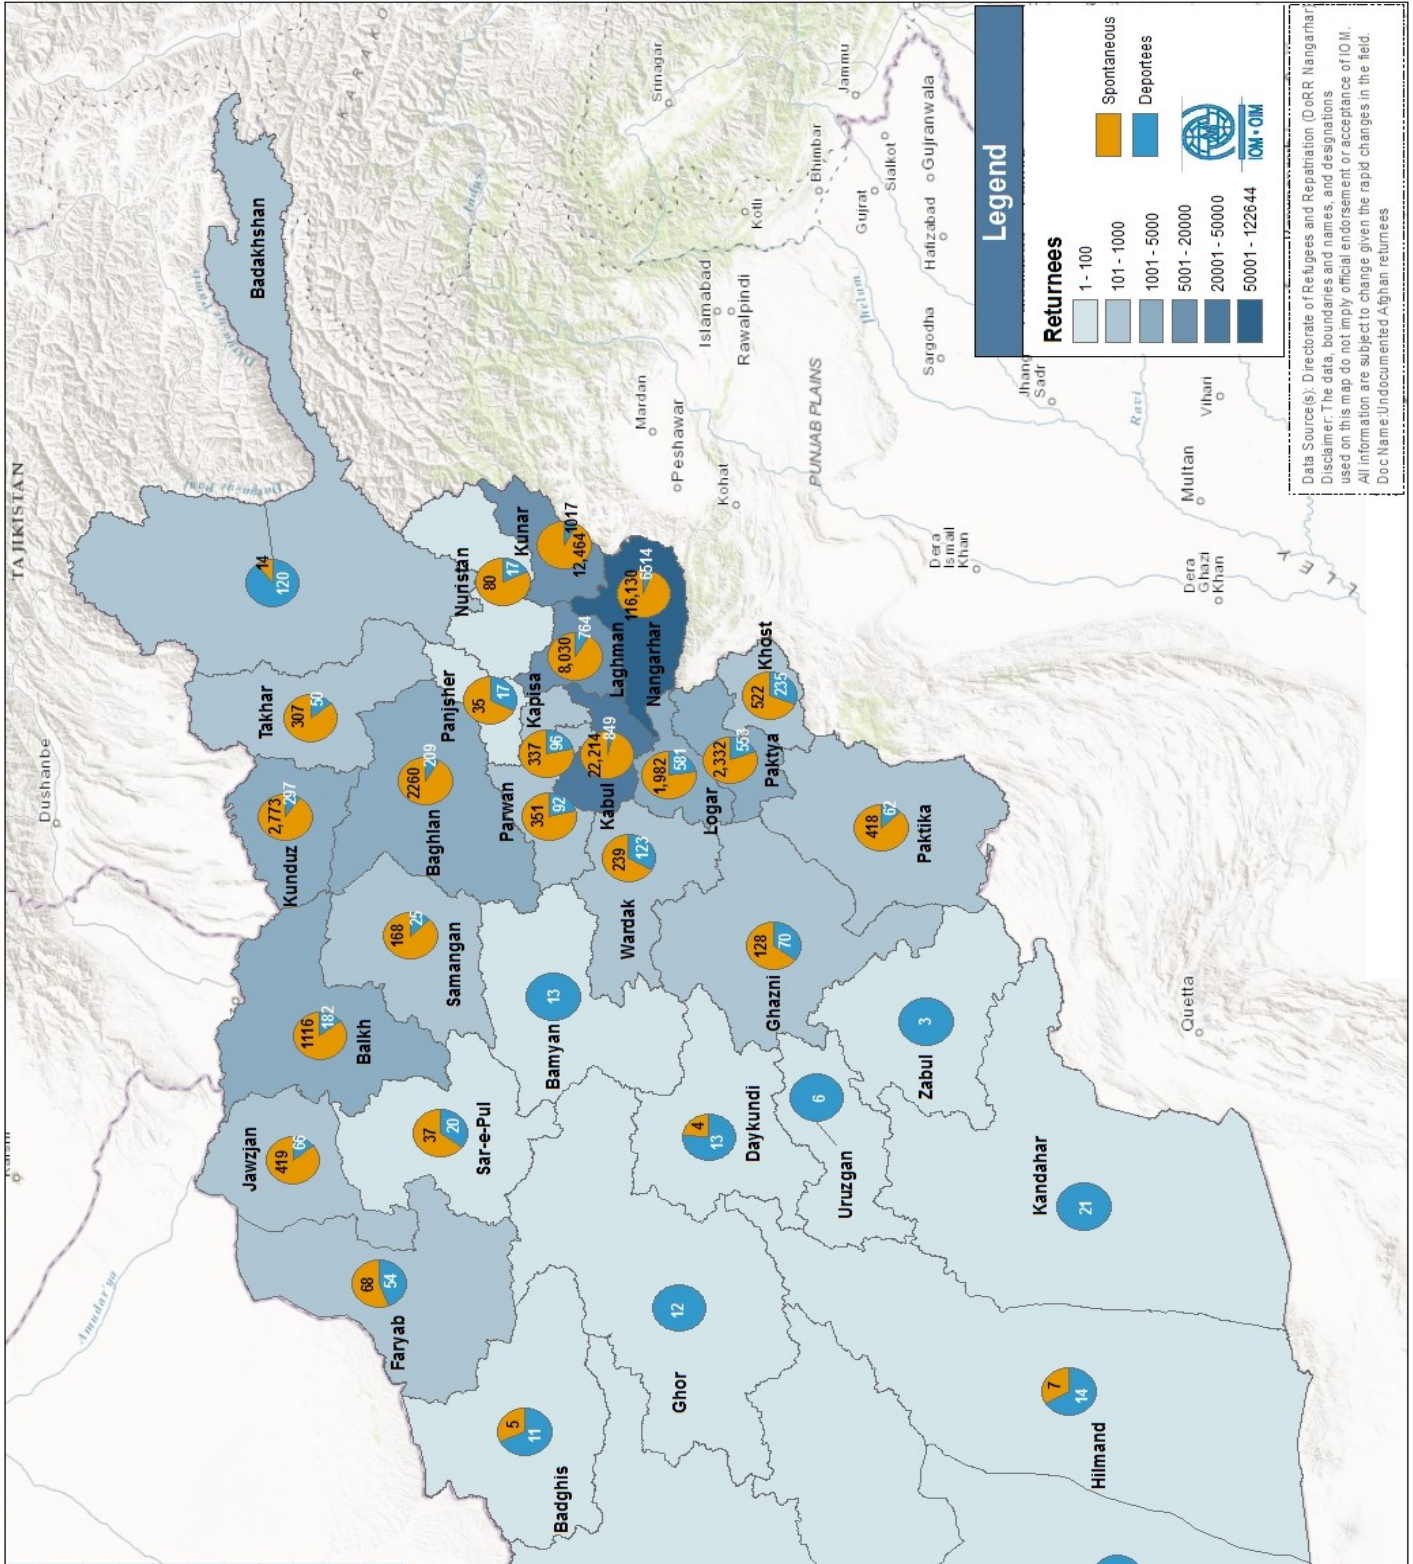 TAJIKISTAN
Dushanbe
Amudar'ya
KARAKO
Indus
Srinagar
Jammu
Badakhshan
14
120
Takhar
307
50
Kunduz
2,773
297
Baghlan
2260
209
Balkh
1116
182
Samangan
168
25
Jawzjan
419
66
Sar-e-Pul
37
20
Faryab
68
54
Badghis
5
11
Ghor
12
Bamyan
13
Daykundi
4
13
Uruzgan
6
Zabul
3
Kandahar
21
Hilmand
7
14
Ghazni
128
70
Wardak
239
123
Parwan
351
92
Panjsher
35
17
Kapisa
337
96
Kabul
22,214
849
Logar
1,982
581
Paktya
2,332
553
Khost
522
235
Paktika
418
62
Nuristan
80
17
Kunar
12,464
1017
Laghman
8,030
764
Nangarhar
116,130
6514
Islamabad
Rawalpindi
Kotli
Bhimbar
Gujrat
Sialkot
Gujranwala
Hafizabad
Jhelum
Sargodha
Mardan
Peshawar
Kohat
PUNJAB PLAINS
Jhang
Sadr
Ravi
Vihari
Multan
Dera
Ismail
Khan
Dera
Ghazi
Khan
Quetta
Legend
Returnees
1 - 100
101 - 1000
1001 - 5000
5001 - 20000
20001 - 50000
50001 - 122644
Spontaneous
Deportees
IOM • OIM
Data Source(s): Directorate of Refugees and Repatriation (DoRR Nangarhar
Disclaimer: The data, boundaries and names, and designations
used on this map do not imply official endorsement or acceptance of IOM.
All information are subject to change given the rapid changes in the field.
Doc Name:Undocumented Afghan returnees